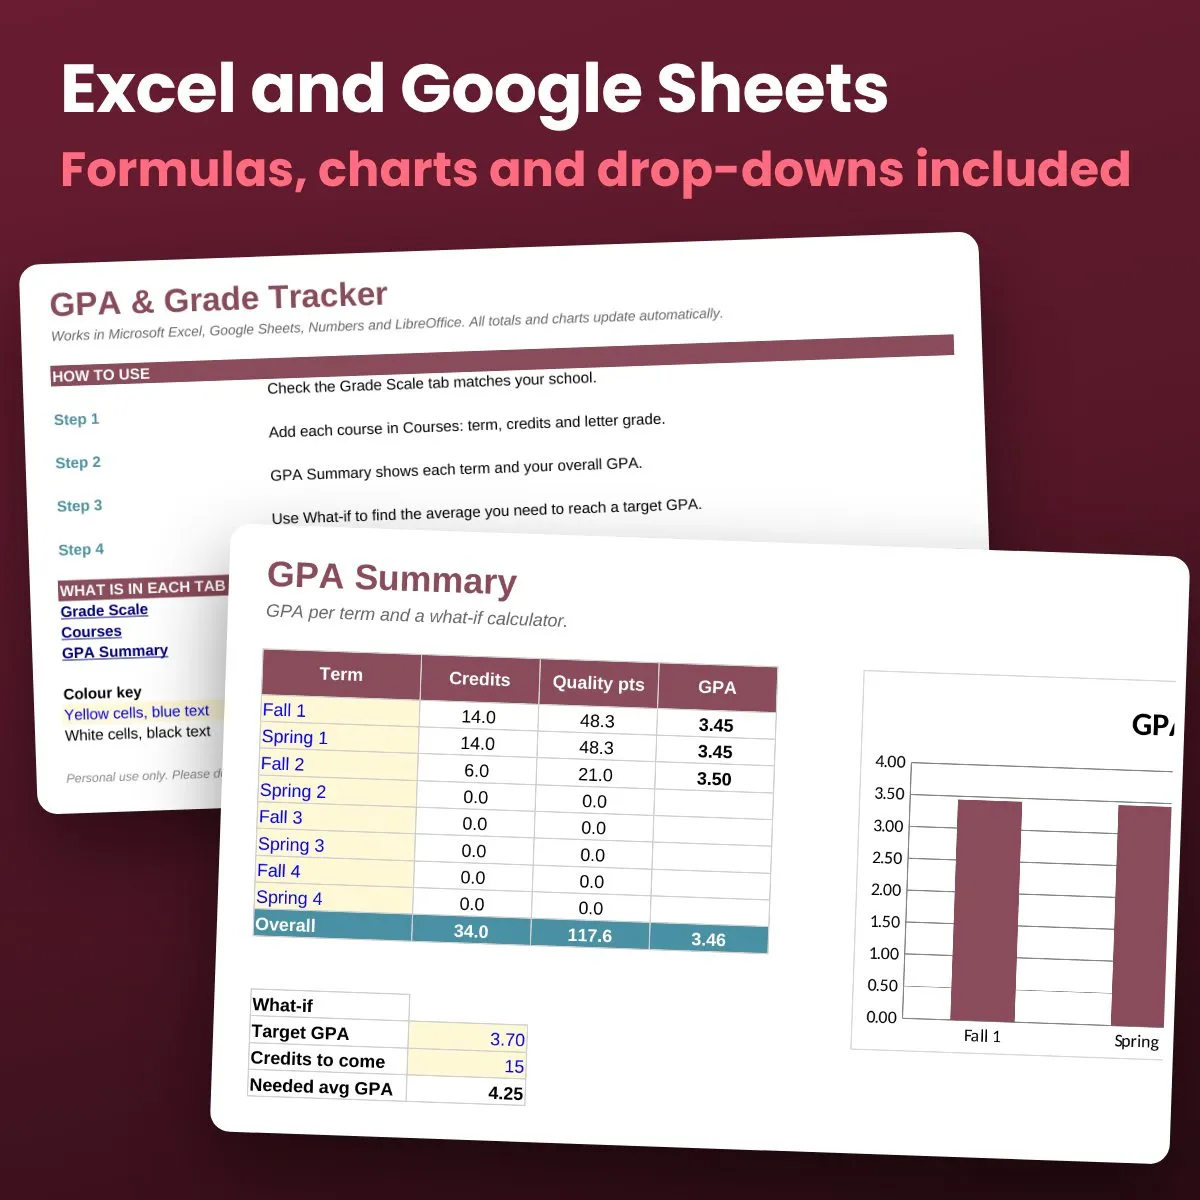 Excel and Google Sheets
Formulas, charts and drop-downs included
GPA & Grade Tracker
Works in Microsoft Excel, Google Sheets, Numbers and LibreOffice. All totals and charts update automatically.
HOW TO USE
Step 1 Check the Grade Scale tab matches your school.
Step 2 Add each course in Courses: term, credits and letter grade.
Step 3 GPA Summary shows each term and your overall GPA.
Step 4 Use What-if to find the average you need to reach a target GPA.
WHAT IS IN EACH TAB
Grade Scale
Courses
GPA Summary
Colour key
Yellow cells, blue text
White cells, black text
Personal use only. Please d
GPA Summary
GPA per term and a what-if calculator.
Term Credits Quality pts GPA
Fall 1 14.0 48.3 3.45
Spring 1 14.0 48.3 3.45
Fall 2 6.0 21.0 3.50
Spring 2 0.0 0.0
Fall 3 0.0 0.0
Spring 3 0.0 0.0
Fall 4 0.0 0.0
Spring 4 0.0 0.0
Overall 34.0 117.6 3.46
What-if
Target GPA 3.70
Credits to come 15
Needed avg GPA 4.25
GPA
4.00
3.50
3.00
2.50
2.00
1.50
1.00
0.50
0.00
Fall 1 Spring